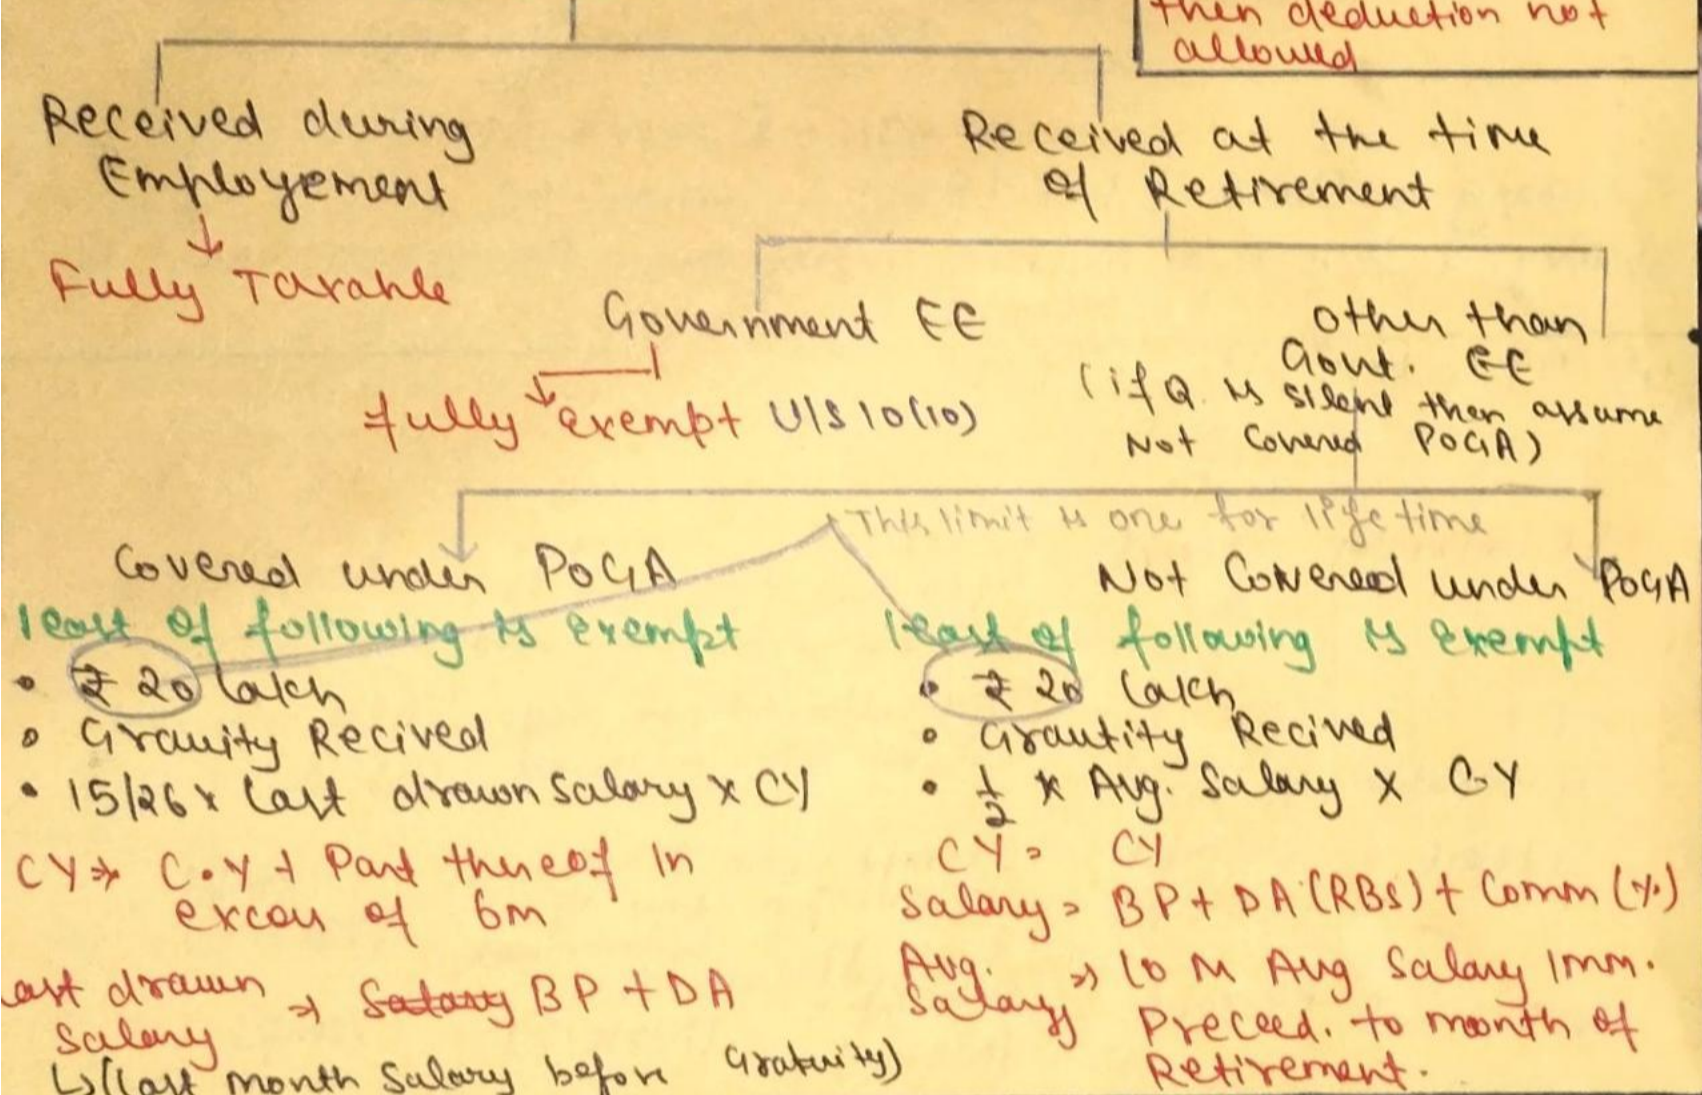 then deduction not
allowed
Received during
Employement
Fully Taxable
Received at the time
of Retirement
Government EE
fully exempt U/S 10(10)
other than
Govt. EE
(if Q. is silent then assume
Not Covered POGA)
This limit is one for life time
Covered under POGA
least of following is exempt
• ₹ 20 Lakh
• Grauity Recived
• 15/26 x last drawn salary x CY
CY ⇒ C.Y + Part thereof in
excess of 6m
Last drawn
salary ⇒ Salary BP + DA
↳ (last month salary before Gratuity)
Not Covered under POGA
least of following is exempt
• ₹ 20 Lakh
• Grautity Recived
• 1/2 x Avg. Salary x CY
CY = CY
Salary = BP + DA (RBs) + Comm (%)
Avg.
Salary ⇒ 10 M Avg Salary imm.
Preceed. to month of
Retirement.